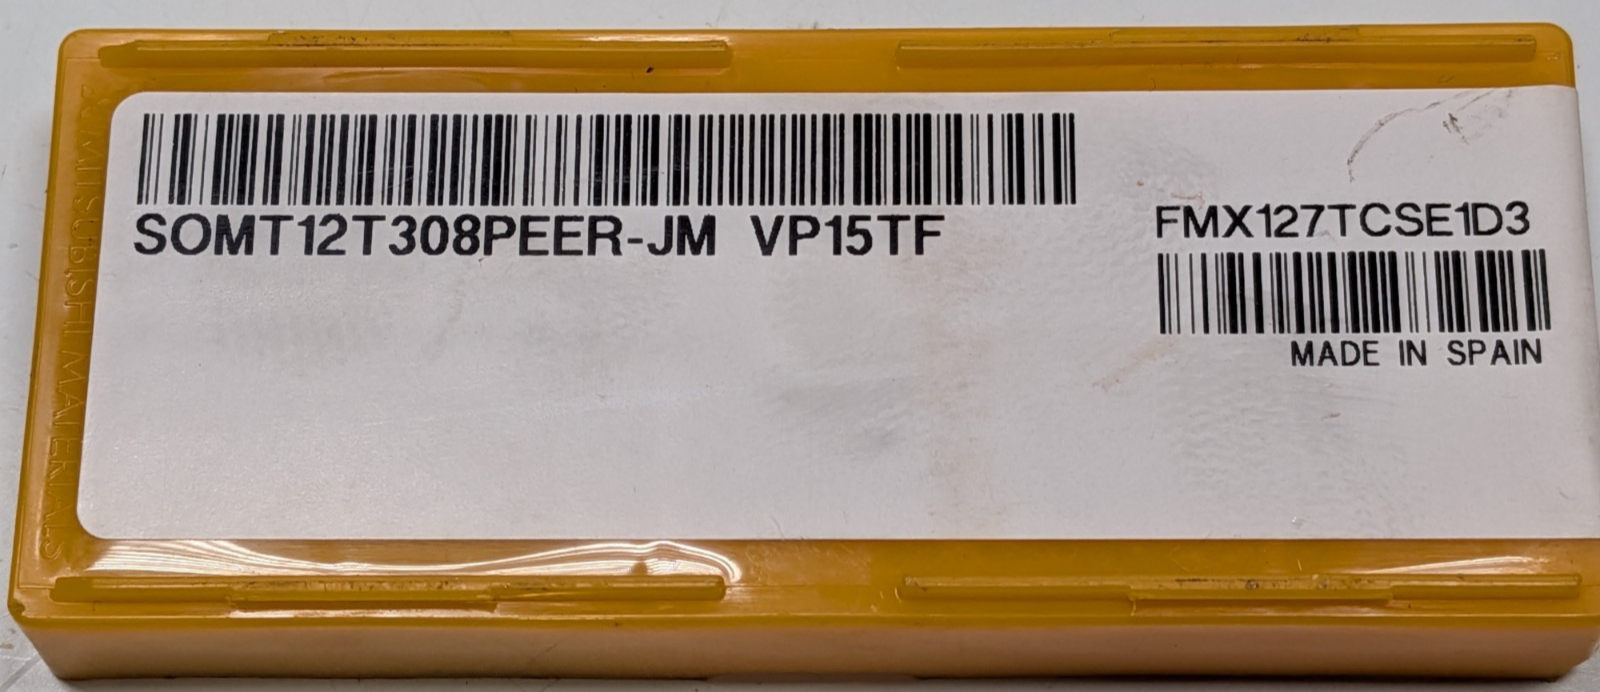 SOMT12T308PEER-JM VP15TF
FMX127TCSE1D3
MADE IN SPAIN
MITSUBISHI MATERIALS